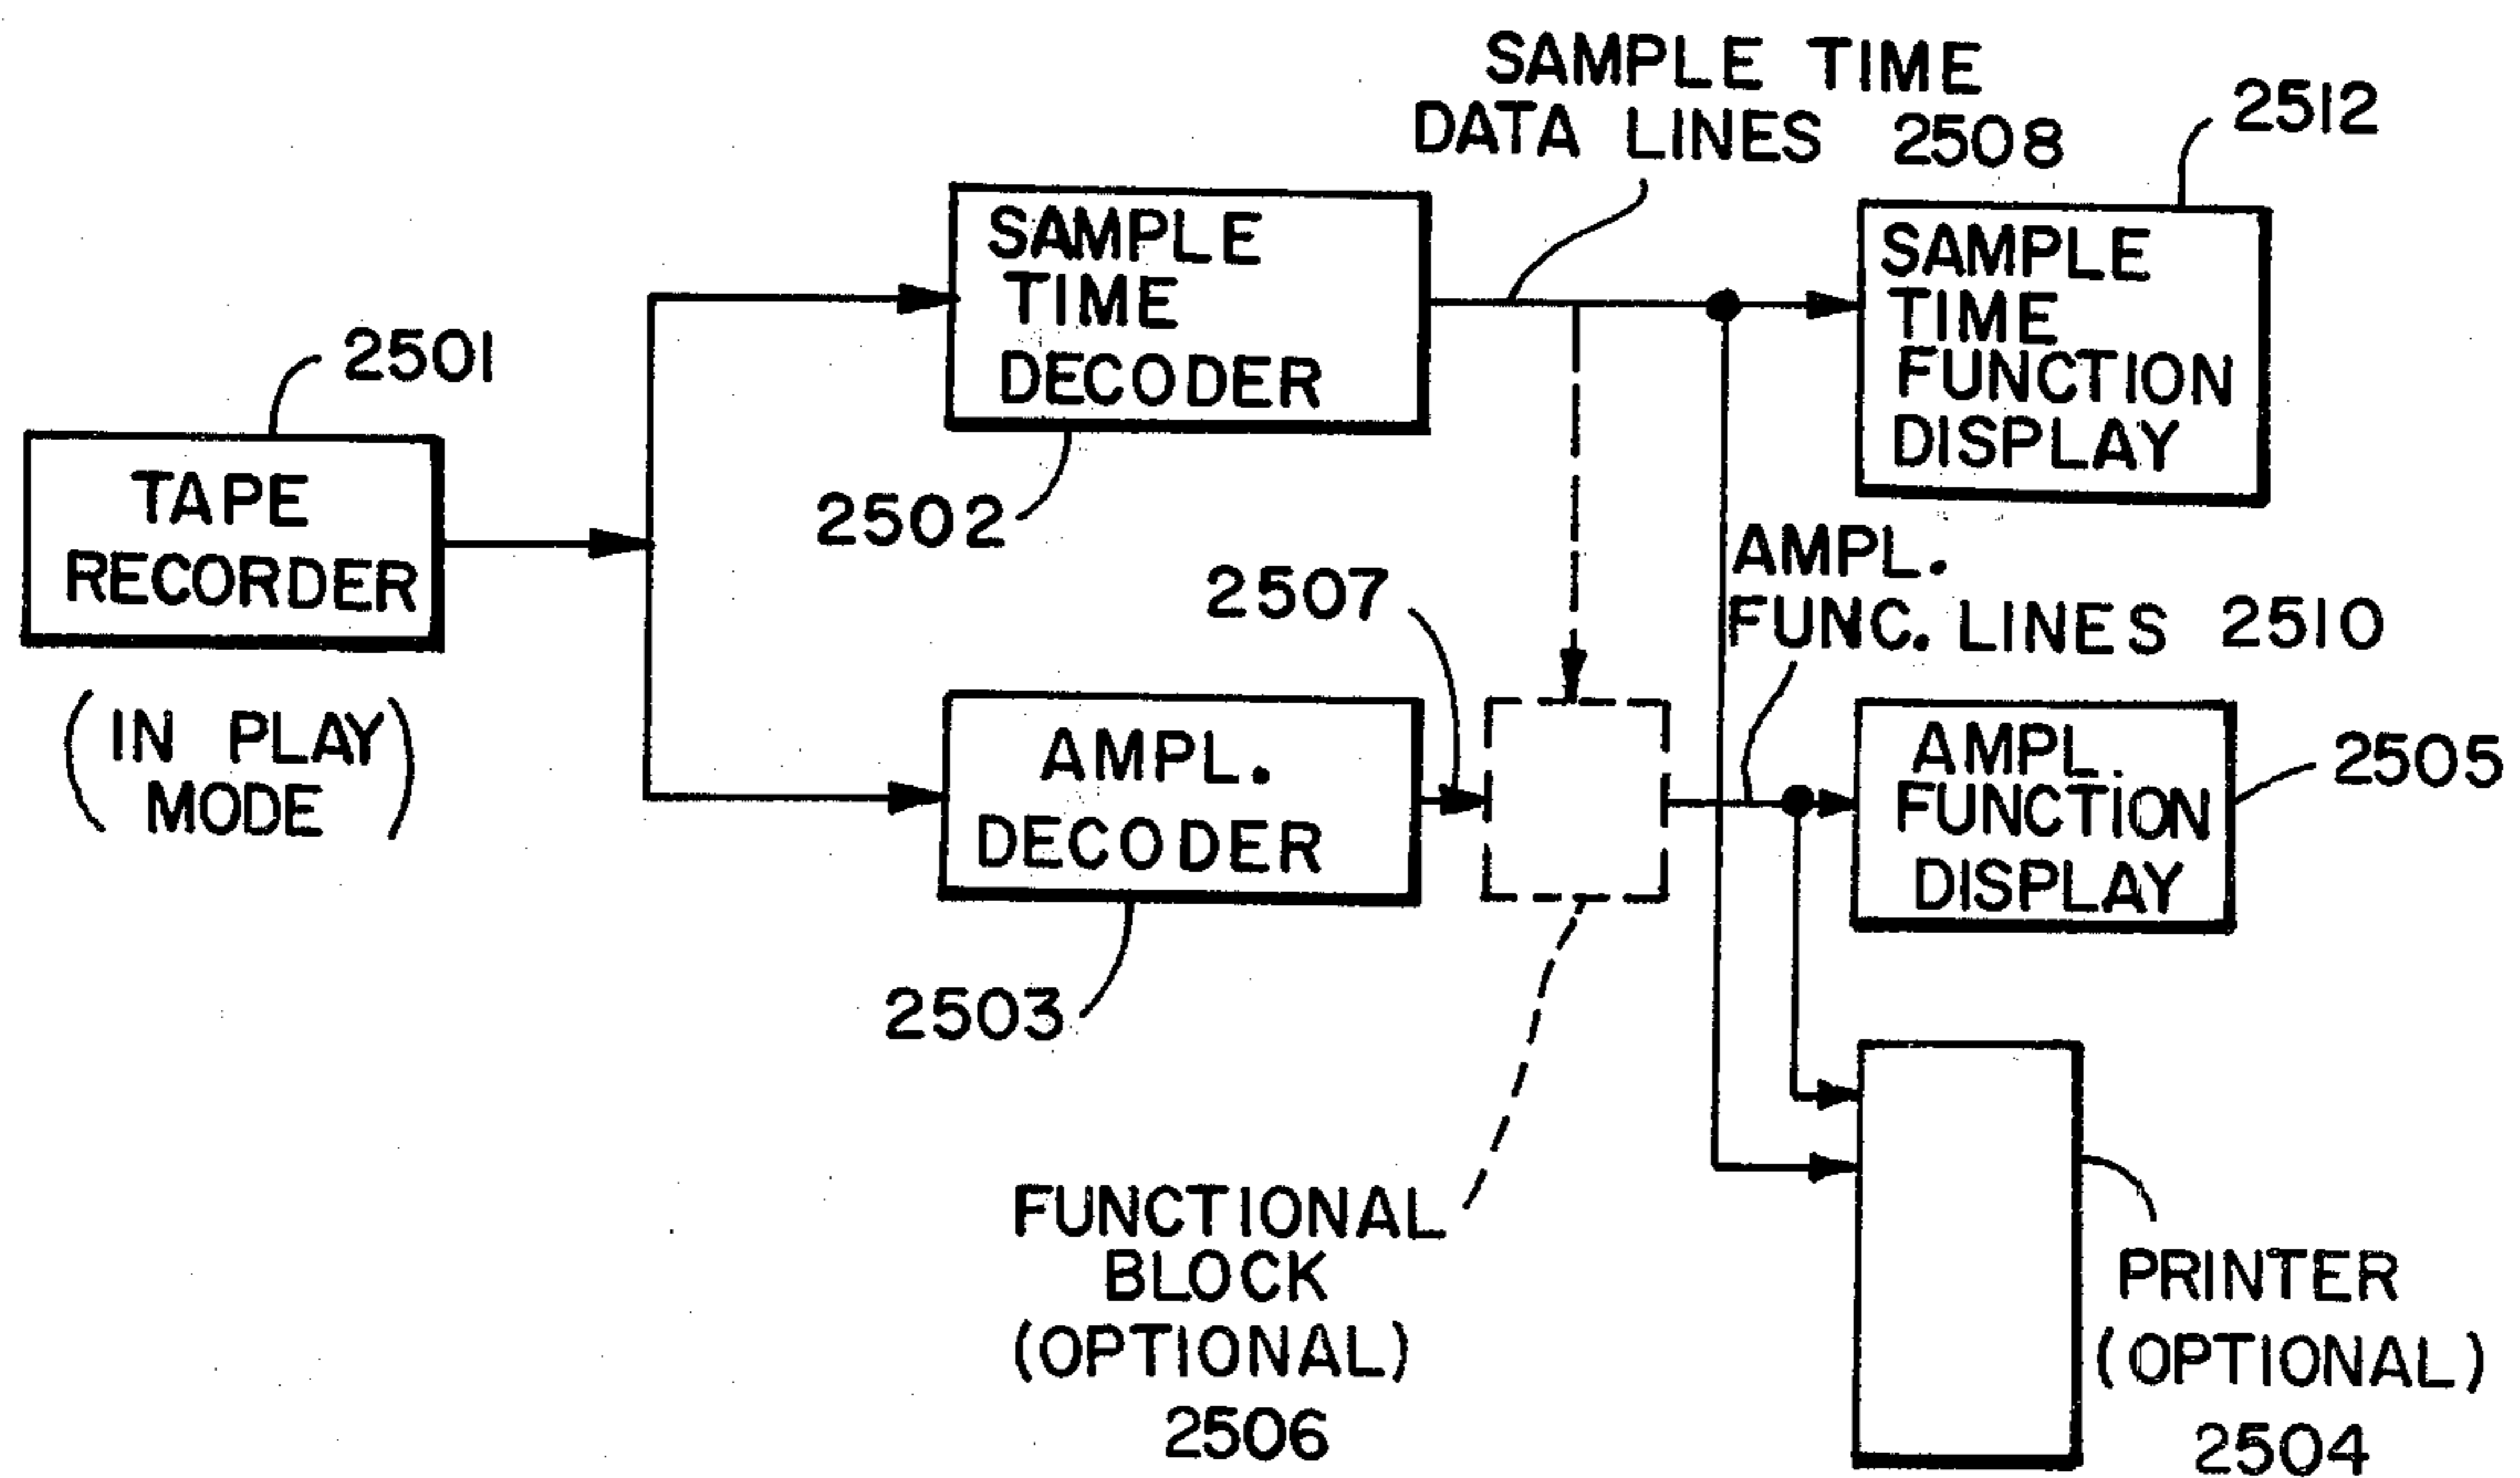 SAMPLE TIME
DATA LINES 2508
2512
SAMPLE
TIME
DECODER
2502
SAMPLE
TIME
FUNCTION
DISPLAY
2501
TAPE
RECORDER
(IN PLAY
MODE)
2507
AMPL.
FUNC. LINES 2510
AMPL.
DECODER
2503
AMPL.
FUNCTION
DISPLAY
2505
FUNCTIONAL
BLOCK
(OPTIONAL)
2506
PRINTER
(OPTIONAL)
2504